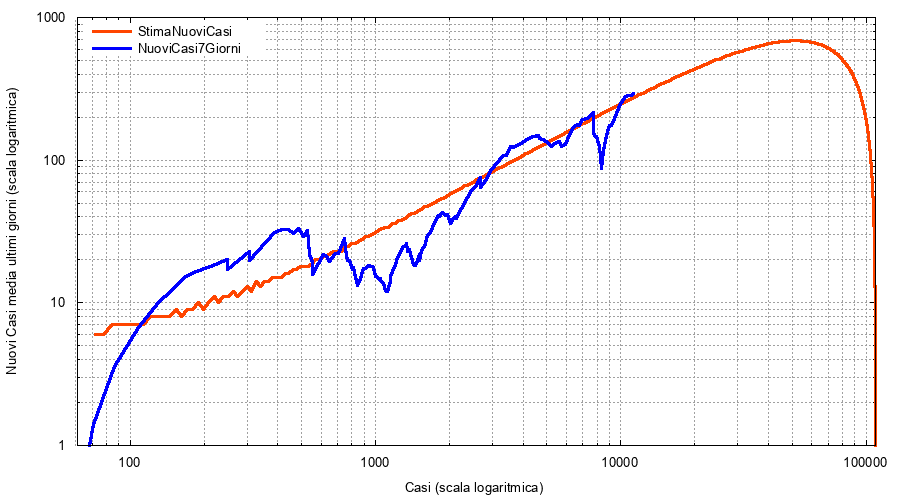 StimaNuoviCasi
NuoviCasi7Giorni
Nuovi Casi media ultimi giorni (scala logaritmica)
1000
100
10
1
100
1000
10000
100000
Casi (scala logaritmica)